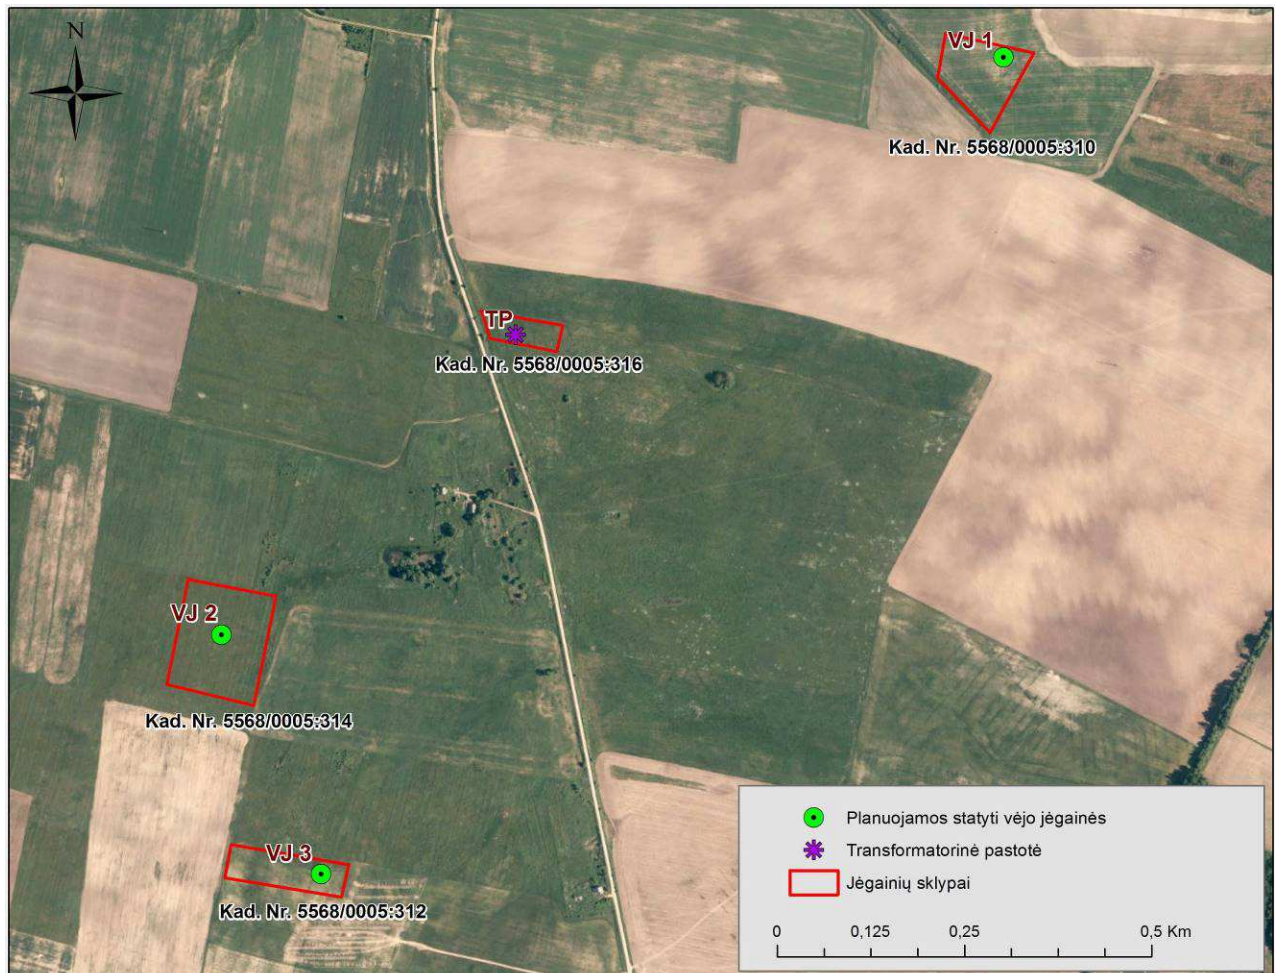 N
VJ 1
Kad. Nr. 5568/0005:310
TP
Kad. Nr. 5568/0005:316
VJ 2
Kad. Nr. 5568/0005:314
VJ 3
Kad. Nr. 5568/0005:312
Planuojamos statyti vėjo jėgainės
Transformatorinė pastotė
Jėgainių sklypai
0 0,125 0,25 0,5 Km